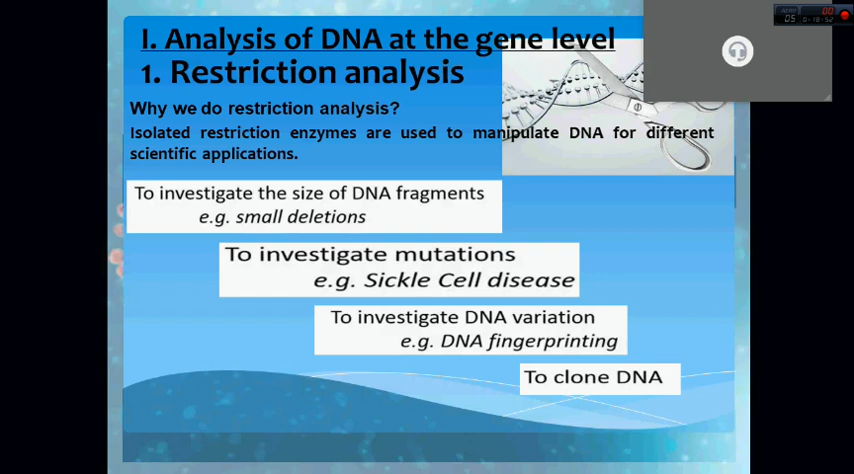 I. Analysis of DNA at the gene level
1. Restriction analysis
Why we do restriction analysis?
Isolated restriction enzymes are used to manipulate DNA for different
scientific applications.
To investigate the size of DNA fragments
e.g. small deletions
To investigate mutations
e.g. Sickle Cell disease
To investigate DNA variation
e.g. DNA fingerprinting
To clone DNA